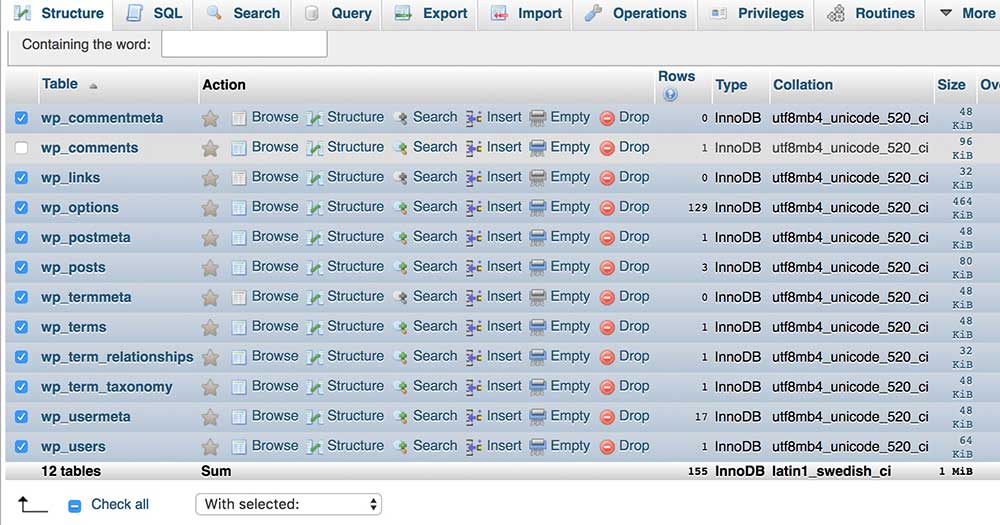 Structure SQL Search Query Export Import Operations Privileges Routines More
Containing the word:
Table Action Rows Type Collation Size Ov
wp_commentmeta Browse Structure Search Insert Empty Drop 0 InnoDB utf8mb4_unicode_520_ci 48 KiB
wp_comments Browse Structure Search Insert Empty Drop 1 InnoDB utf8mb4_unicode_520_ci 96 KiB
wp_links Browse Structure Search Insert Empty Drop 0 InnoDB utf8mb4_unicode_520_ci 32 KiB
wp_options Browse Structure Search Insert Empty Drop 129 InnoDB utf8mb4_unicode_520_ci 464 KiB
wp_postmeta Browse Structure Search Insert Empty Drop 1 InnoDB utf8mb4_unicode_520_ci 48 KiB
wp_posts Browse Structure Search Insert Empty Drop 3 InnoDB utf8mb4_unicode_520_ci 80 KiB
wp_termmeta Browse Structure Search Insert Empty Drop 0 InnoDB utf8mb4_unicode_520_ci 48 KiB
wp_terms Browse Structure Search Insert Empty Drop 1 InnoDB utf8mb4_unicode_520_ci 48 KiB
wp_term_relationships Browse Structure Search Insert Empty Drop 1 InnoDB utf8mb4_unicode_520_ci 32 KiB
wp_term_taxonomy Browse Structure Search Insert Empty Drop 1 InnoDB utf8mb4_unicode_520_ci 48 KiB
wp_usermeta Browse Structure Search Insert Empty Drop 17 InnoDB utf8mb4_unicode_520_ci 48 KiB
wp_users Browse Structure Search Insert Empty Drop 1 InnoDB utf8mb4_unicode_520_ci 64 KiB
12 tables Sum 155 InnoDB latin1_swedish_ci 1 MiB
Check all With selected: